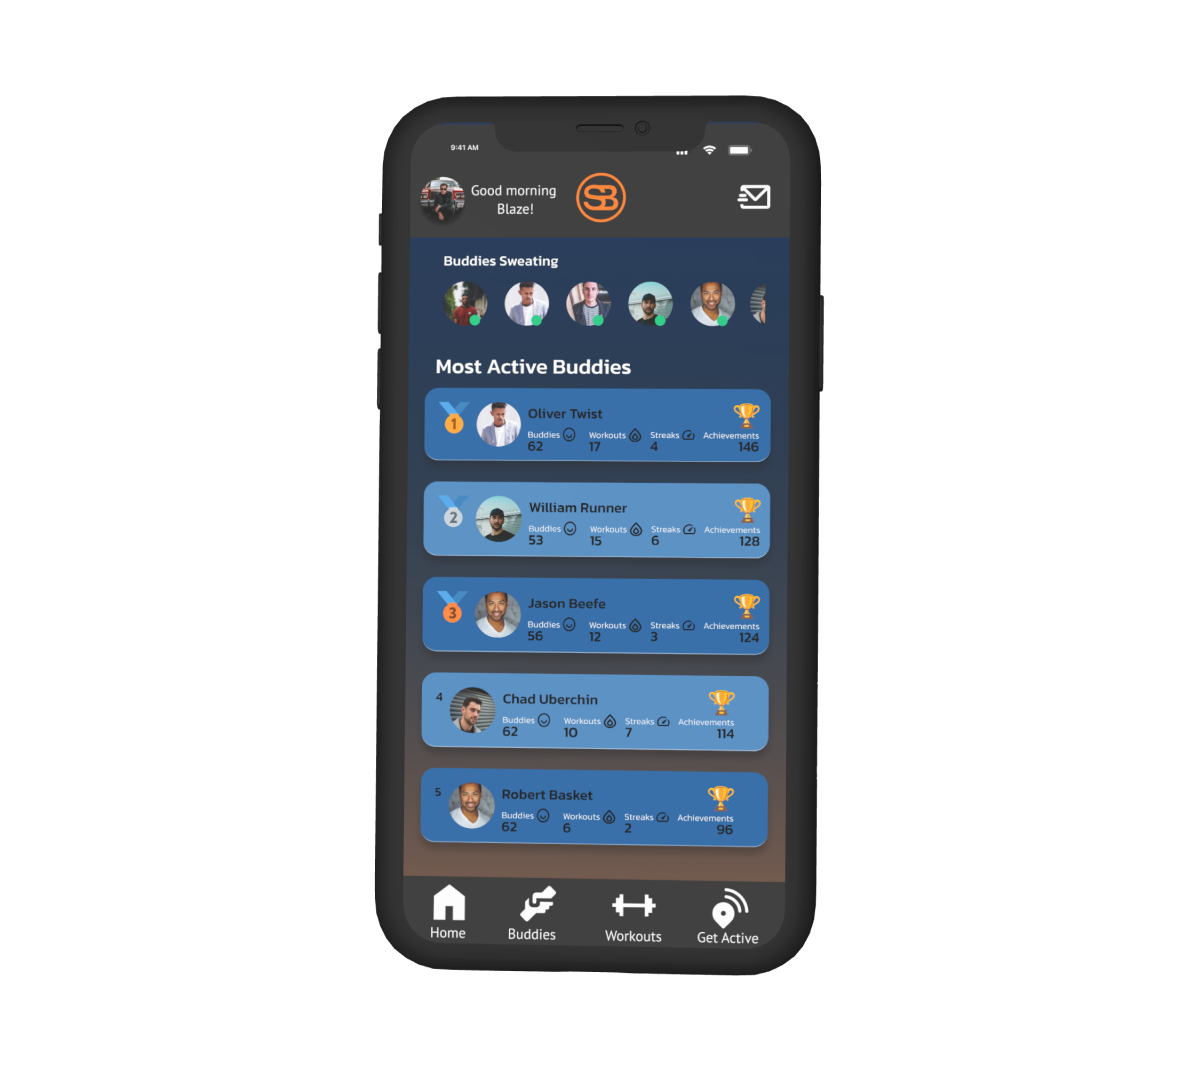 9:41 AM
Good morning
Blaze!
SB
Buddies Sweating
Most Active Buddies
1
Oliver Twist
Buddies Workouts Streaks Achievements
62 17 4 146
2
William Runner
Buddies Workouts Streaks Achievements
53 15 6 128
3
Jason Beefe
Buddies Workouts Streaks Achievements
56 12 3 124
4
Chad Uberchin
Buddies Workouts Streaks Achievements
62 10 7 114
5
Robert Basket
Buddies Workouts Streaks Achievements
62 6 2 96
Home Buddies Workouts Get Active